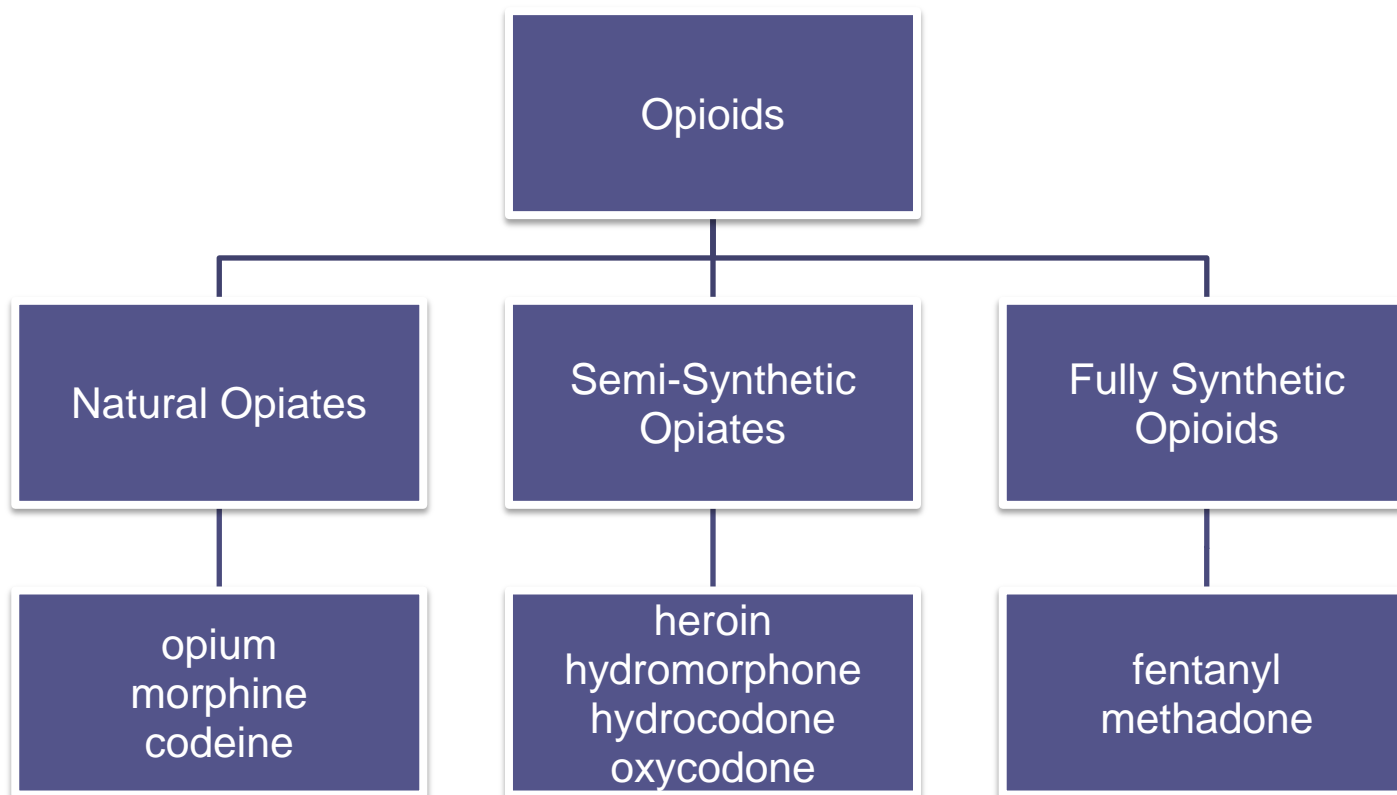 Opioids
Natural Opiates
Semi-Synthetic
Opiates
Fully Synthetic
Opioids
opium
morphine
codeine
heroin
hydromorphone
hydrocodone
oxycodone
fentanyl
methadone